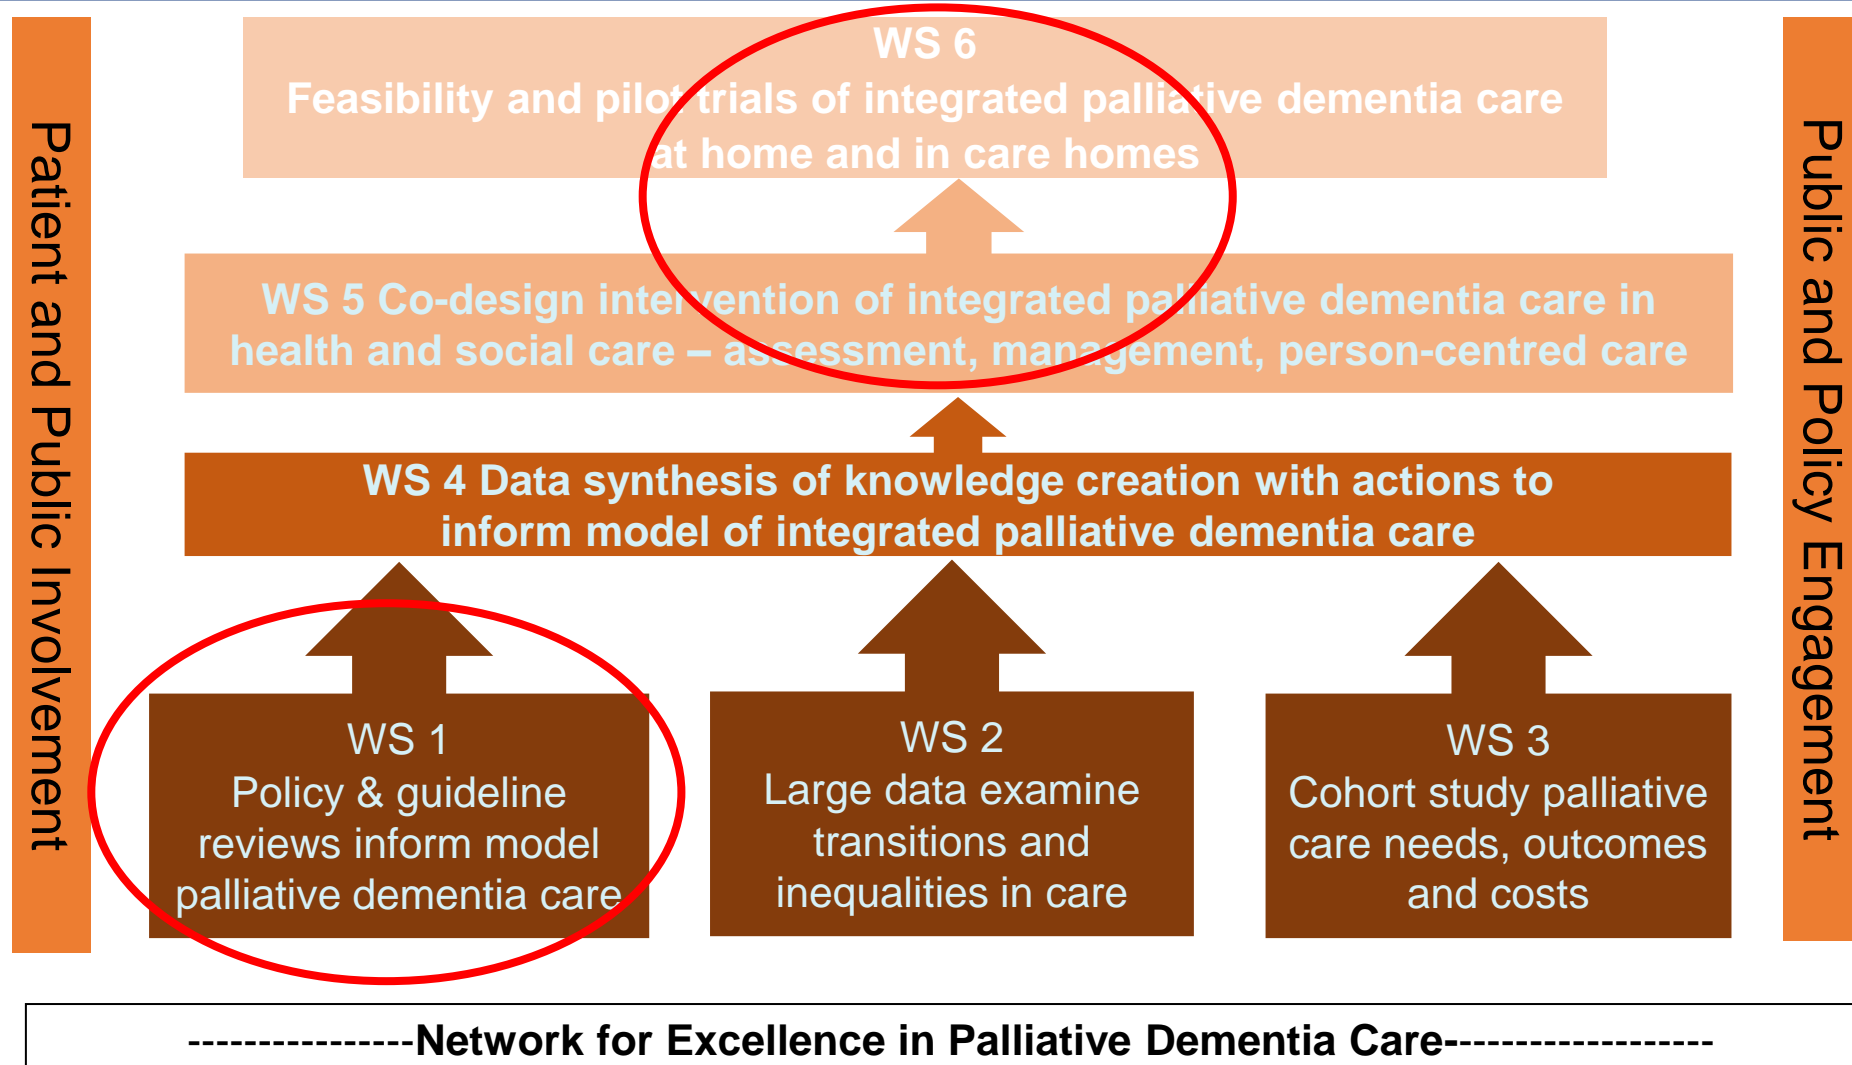 Patient and Public Involvement
WS 6
Feasibility and pilot trials of integrated palliative dementia care
at home and in care homes
WS 5 Co-design intervention of integrated palliative dementia care in
health and social care – assessment, management, person-centred care
WS 4 Data synthesis of knowledge creation with actions to
inform model of integrated palliative dementia care
WS 1
Policy & guideline
reviews inform model
palliative dementia care
WS 2
Large data examine
transitions and
inequalities in care
WS 3
Cohort study palliative
care needs, outcomes
and costs
Public and Policy Engagement
----------------Network for Excellence in Palliative Dementia Care-------------------